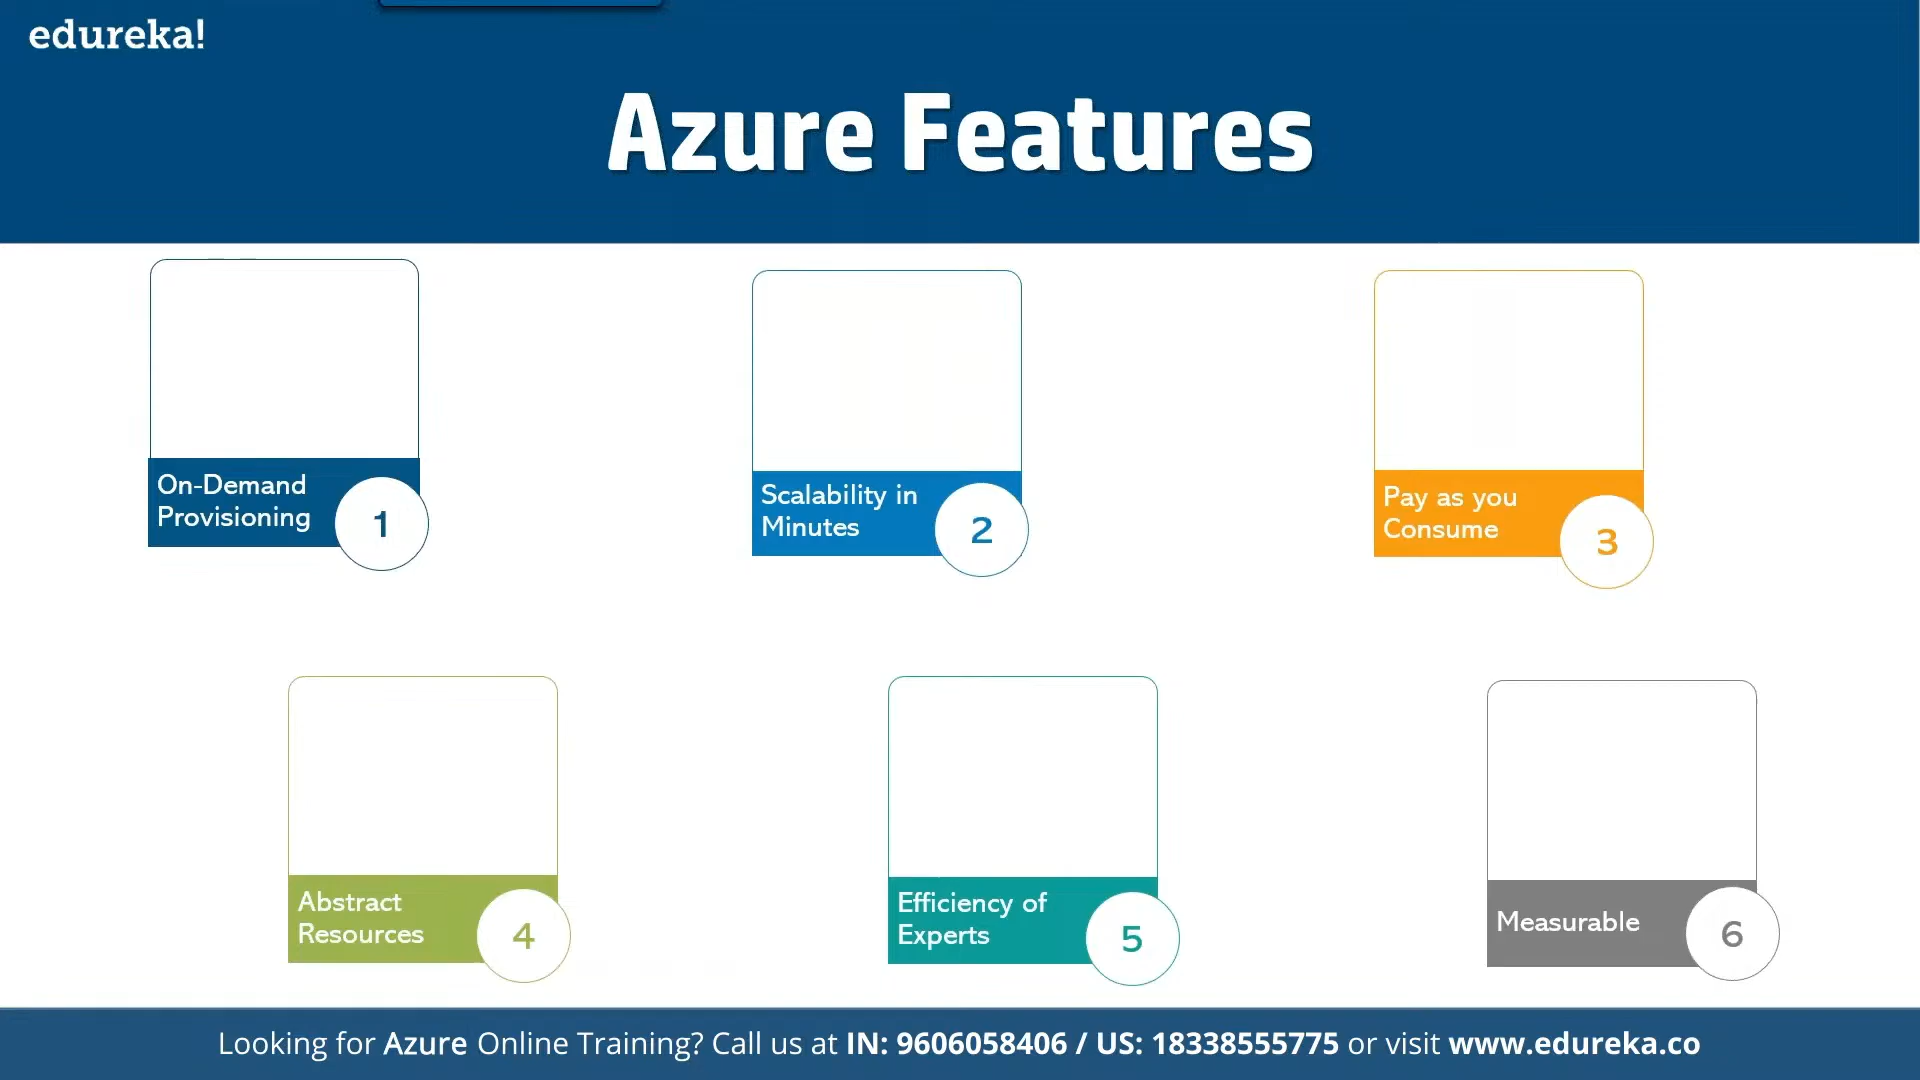 edureka!
Azure Features
On-Demand
Provisioning
1
Scalability in
Minutes
2
Pay as you
Consume
3
Abstract
Resources
4
Efficiency of
Experts
5
Measurable
6
Looking for Azure Online Training? Call us at IN: 9606058406 / US: 18338555775 or visit www.edureka.co